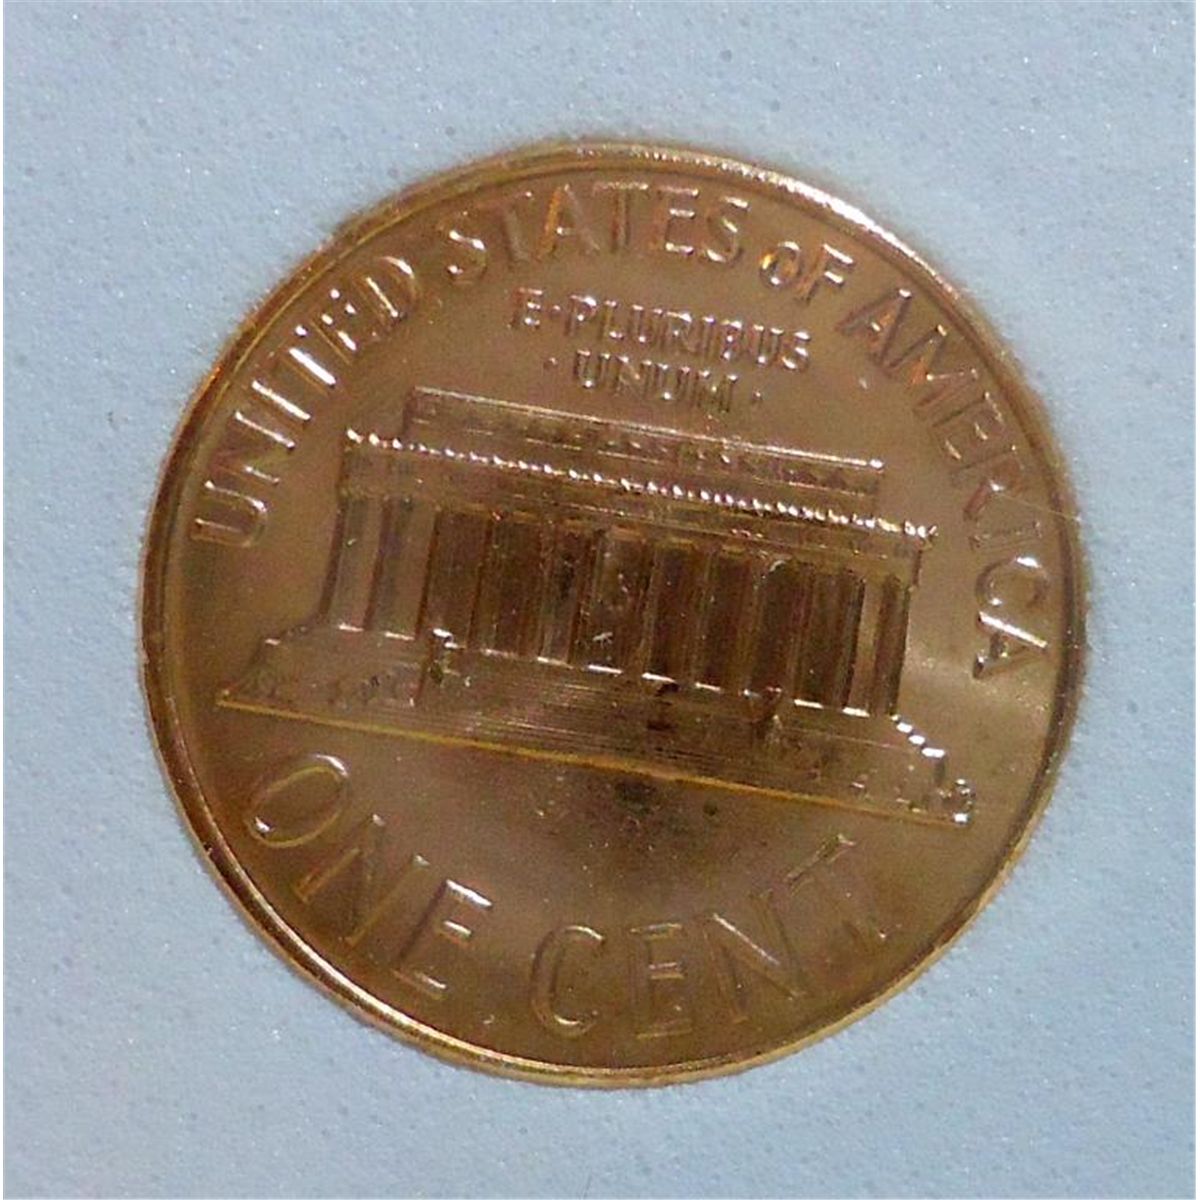 UNITED STATES OF AMERICA
E·PLURIBUS
·UNUM·
ONE CENT